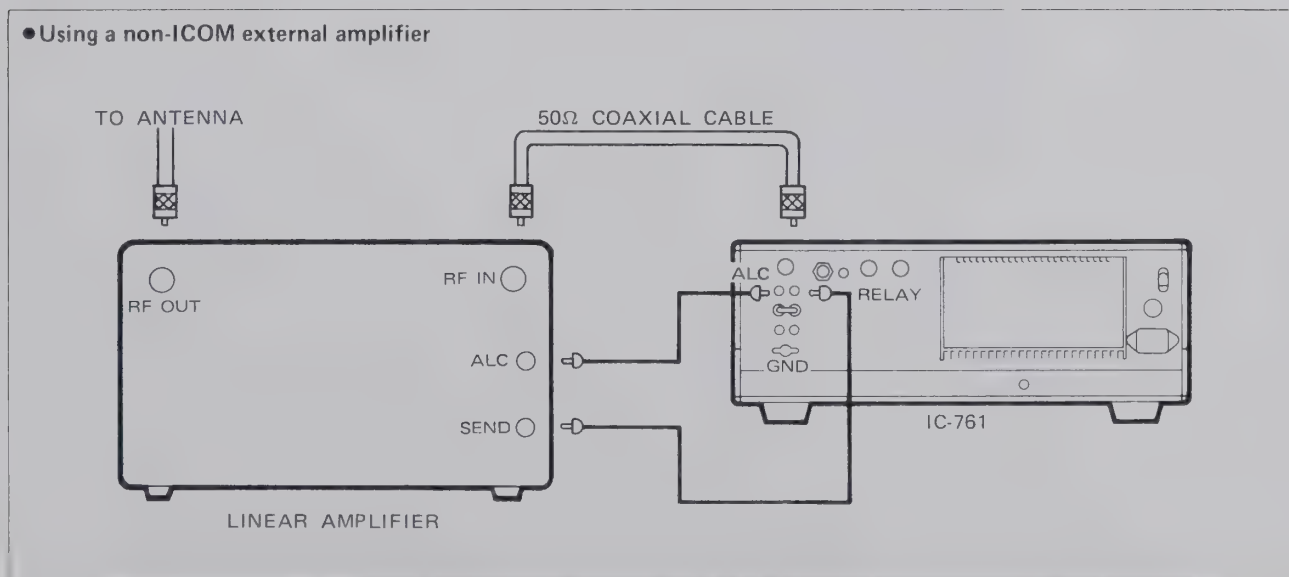 ●Using a non-ICOM external amplifier
TO ANTENNA
50Ω COAXIAL CABLE
RF OUT
RF IN
ALC
SEND
LINEAR AMPLIFIER
ALC
RELAY
GND
IC-761